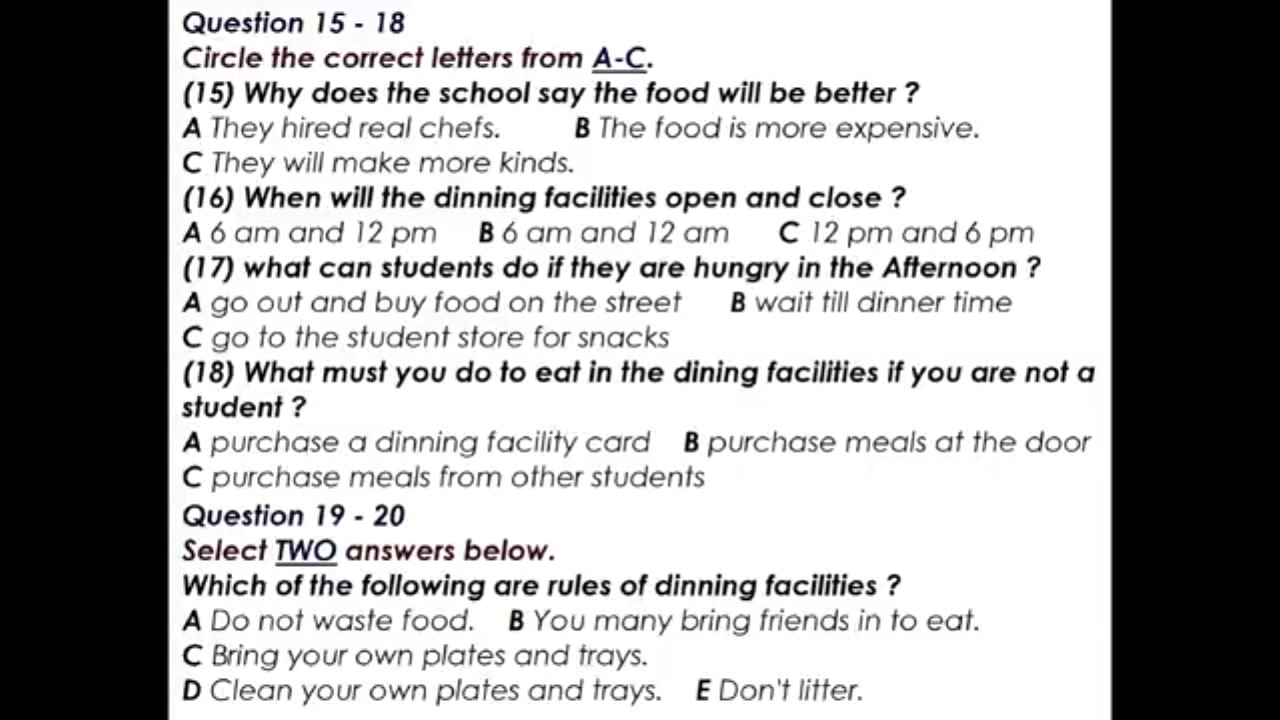 Question 15 - 18
Circle the correct letters from A-C.
(15) Why does the school say the food will be better ?
A They hired real chefs. B The food is more expensive.
C They will make more kinds.
(16) When will the dinning facilities open and close ?
A 6 am and 12 pm B 6 am and 12 am C 12 pm and 6 pm
(17) what can students do if they are hungry in the Afternoon ?
A go out and buy food on the street B wait till dinner time
C go to the student store for snacks
(18) What must you do to eat in the dining facilities if you are not a
student ?
A purchase a dinning facility card B purchase meals at the door
C purchase meals from other students
Question 19 - 20
Select TWO answers below.
Which of the following are rules of dinning facilities ?
A Do not waste food. B You many bring friends in to eat.
C Bring your own plates and trays.
D Clean your own plates and trays. E Don't litter.